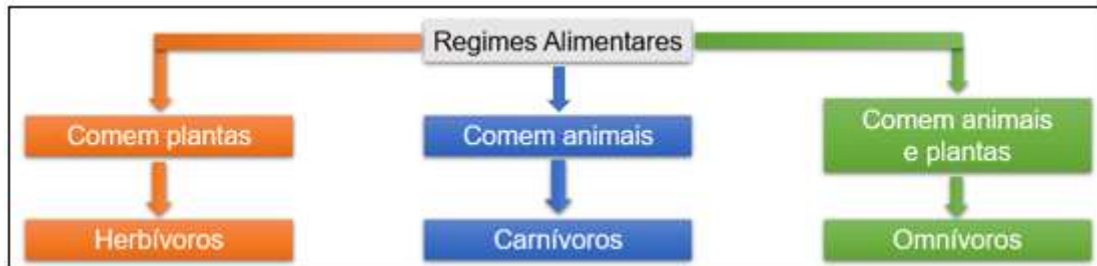 Regimes Alimentares
Comem plantas
Comem animais
Comem animais
e plantas
Herbívoros
Carnívoros
Omnívoros